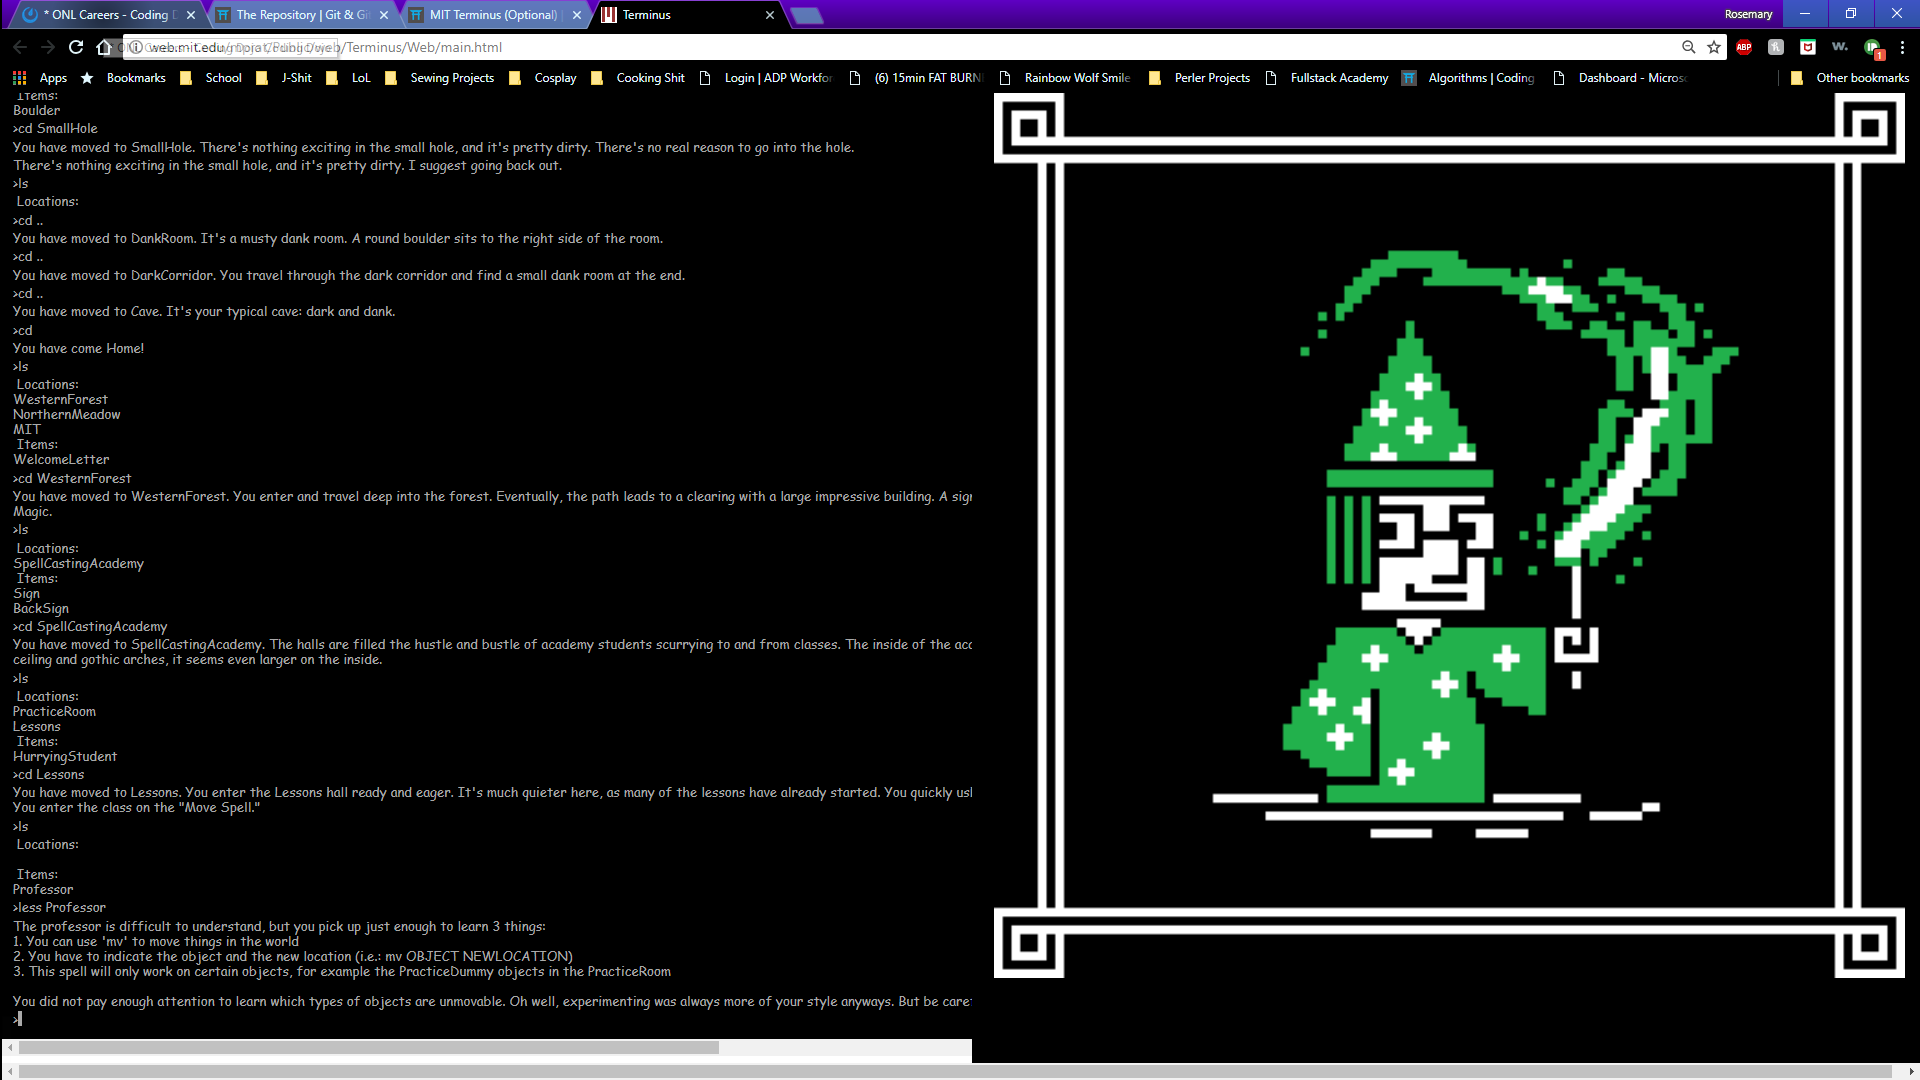 * ONL Careers - Coding D
The Repository | Git & Git
MIT Terminus (Optional) |
Terminus
Rosemary
web.mit.edu/mprat/Public/web/Terminus/Web/main.html
Apps
Bookmarks
School
J-Shit
LoL
Sewing Projects
Cosplay
Cooking Shit
Login | ADP Workfor
(6) 15min FAT BURNI
Rainbow Wolf Smile
Perler Projects
Fullstack Academy
Algorithms | Coding
Dashboard - Micros
Other bookmarks
ABP
w.
1
Items:
Boulder
>cd SmallHole
You have moved to SmallHole. There's nothing exciting in the small hole, and it's pretty dirty. There's no real reason to go into the hole.
There's nothing exciting in the small hole, and it's pretty dirty. I suggest going back out.
>ls
Locations:
>cd ..
You have moved to DankRoom. It's a musty dank room. A round boulder sits to the right side of the room.
>cd ..
You have moved to DarkCorridor. You travel through the dark corridor and find a small dank room at the end.
>cd ..
You have moved to Cave. It's your typical cave: dark and dank.
>cd
You have come Home!
>ls
Locations:
WesternForest
NorthernMeadow
MIT
Items:
WelcomeLetter
>cd WesternForest
You have moved to WesternForest. You enter and travel deep into the forest. Eventually, the path leads to a clearing with a large impressive building. A sign
Magic.
>ls
Locations:
SpellCastingAcademy
Items:
Sign
BackSign
>cd SpellCastingAcademy
You have moved to SpellCastingAcademy. The halls are filled the hustle and bustle of academy students scurrying to and from classes. The inside of the aca
ceiling and gothic arches, it seems even larger on the inside.
>ls
Locations:
PracticeRoom
Lessons
Items:
HurryingStudent
>cd Lessons
You have moved to Lessons. You enter the Lessons hall ready and eager. It's much quieter here, as many of the lessons have already started. You quickly ush
You enter the class on the "Move Spell."
>ls
Locations:
Items:
Professor
>less Professor
The professor is difficult to understand, but you pick up just enough to learn 3 things:
1. You can use 'mv' to move things in the world
2. You have to indicate the object and the new location (i.e.: mv OBJECT NEWLOCATION)
3. This spell will only work on certain objects, for example the PracticeDummy objects in the PracticeRoom
You did not pay enough attention to learn which types of objects are unmovable. Oh well, experimenting was always more of your style anyways. But be care
>